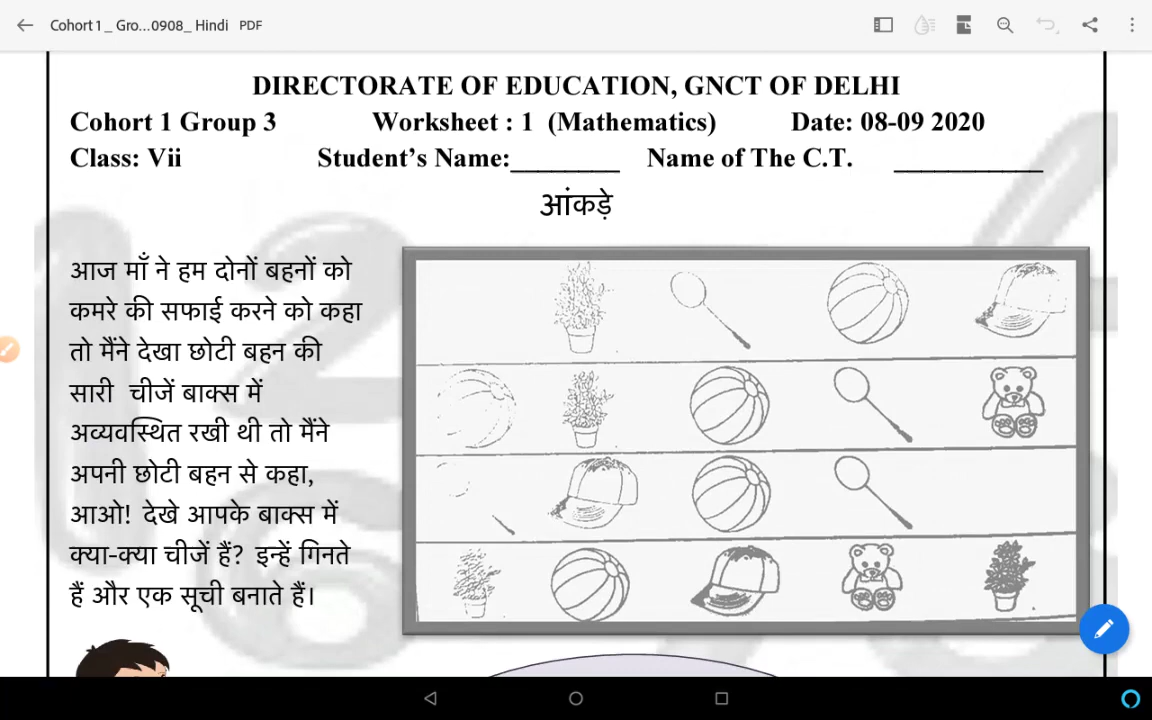 Cohort 1 _ Gro...0908_ Hindi PDF
DIRECTORATE OF EDUCATION, GNCT OF DELHI
Cohort 1 Group 3 Worksheet : 1 (Mathematics) Date: 08-09 2020
Class: Vii Student's Name:________ Name of The C.T. ___________
आंकड़े
आज माँ ने हम दोनों बहनों को
कमरे की सफाई करने को कहा
तो मैंने देखा छोटी बहन की
सारी चीजें बाक्स में
अव्यवस्थित रखी थी तो मैंने
अपनी छोटी बहन से कहा,
आओ! देखे आपके बाक्स में
क्या-क्या चीजें हैं? इन्हें गिनते
हैं और एक सूची बनाते हैं।